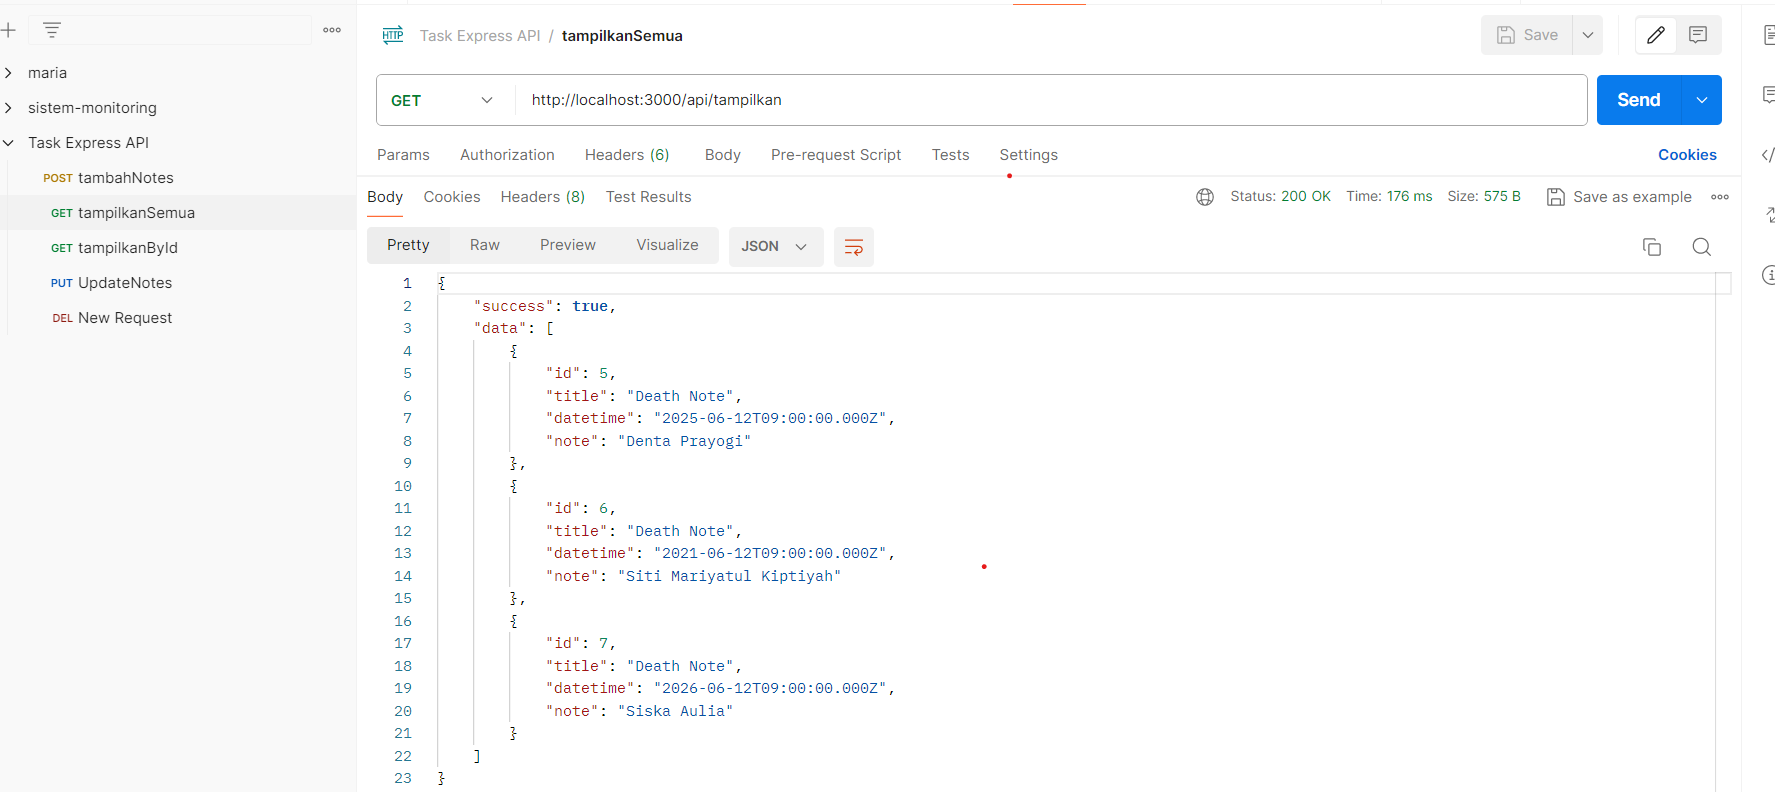 Task Express API / tampilkanSemua
Save
maria
sistem-monitoring
Task Express API
POST tambahNotes
GET tampilkanSemua
GET tampilkanById
PUT UpdateNotes
DEL New Request
HTTP
GET
http://localhost:3000/api/tampilkan
Send
Params Authorization Headers (6) Body Pre-request Script Tests Settings
Cookies
Body Cookies Headers (8) Test Results
Status: 200 OK Time: 176 ms Size: 575 B
Save as example
Pretty Raw Preview Visualize JSON
1 {
2 "success": true,
3 "data": [
4 {
5 "id": 5,
6 "title": "Death Note",
7 "datetime": "2025-06-12T09:00:00.000Z",
8 "note": "Denta Prayogi"
9 },
10 {
11 "id": 6,
12 "title": "Death Note",
13 "datetime": "2021-06-12T09:00:00.000Z",
14 "note": "Siti Mariyatul Kiptiyah"
15 },
16 {
17 "id": 7,
18 "title": "Death Note",
19 "datetime": "2026-06-12T09:00:00.000Z",
20 "note": "Siska Aulia"
21 }
22 ]
23 }